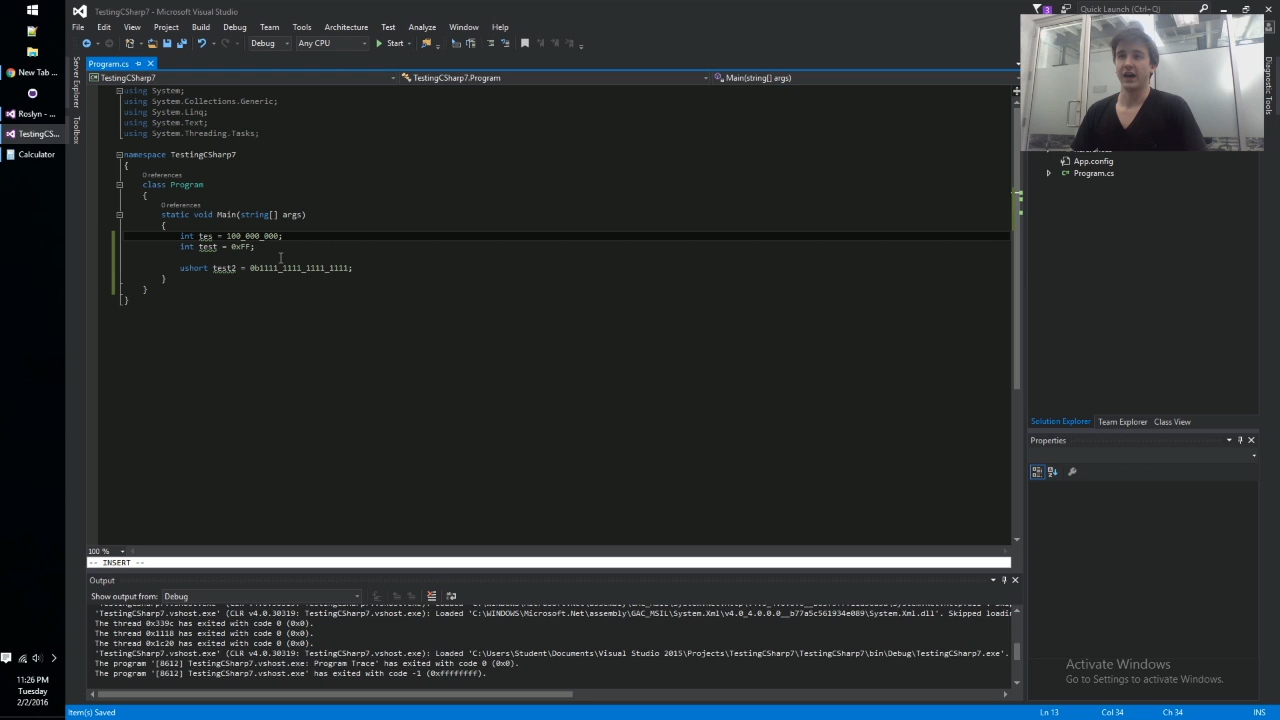 TestingCSharp7 - Microsoft Visual Studio
3
Quick Launch (Ctrl+Q)
File Edit View Project Build Debug Team Tools Architecture Test Analyze Window Help
Debug Any CPU Start
Program.cs
TestingCSharp7 TestingCSharp7.Program Main(string[] args)
Server Explorer
Toolbox
Diagnostic Tools
New Tab ...
Roslyn - ...
TestingCS...
Calculator
using System;
using System.Collections.Generic;
using System.Linq;
using System.Text;
using System.Threading.Tasks;
namespace TestingCSharp7
{
0 references
class Program
{
0 references
static void Main(string[] args)
{
int tes = 100_000_000;
int test = 0xFF;
ushort test2 = 0b1111_1111_1111_1111;
}
}
}
App.config
Program.cs
Solution Explorer Team Explorer Class View
Properties
100 %
-- INSERT --
Output
Show output from: Debug
'TestingCSharp7.vshost.exe' (CLR v4.0.30319: TestingCSharp7.vshost.exe): Loaded 'C:\WINDOWS\Microsoft.Net\assembly\GAC_MSIL\System.Xml\v4.0_4.0.0.0__b77a5c561934e089\System.Xml.dll'. Skipped loadin
The thread 0x339c has exited with code 0 (0x0).
The thread 0x1118 has exited with code 0 (0x0).
The thread 0x1c20 has exited with code 0 (0x0).
'TestingCSharp7.vshost.exe' (CLR v4.0.30319: TestingCSharp7.vshost.exe): Loaded 'C:\Users\Student\Documents\Visual Studio 2015\Projects\TestingCSharp7\TestingCSharp7\bin\Debug\TestingCSharp7.exe'.
The program '[8612] TestingCSharp7.vshost.exe: Program Trace' has exited with code 0 (0x0).
The program '[8612] TestingCSharp7.vshost.exe' has exited with code -1 (0xffffffff).
Activate Windows
Go to Settings to activate Windows.
11:26 PM
Tuesday
2/2/2016
Item(s) Saved Ln 13 Col 34 Ch 34 INS